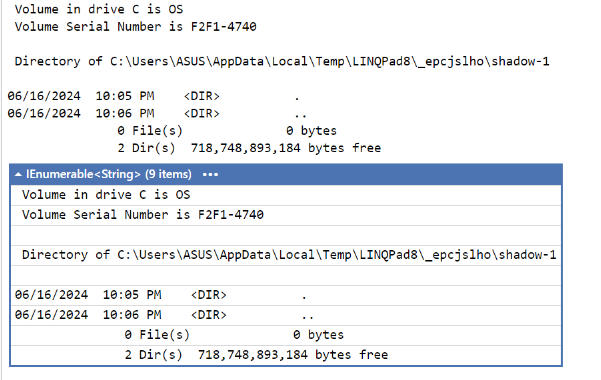 Volume in drive C is OS
Volume Serial Number is F2F1-4740
Directory of C:\Users\ASUS\AppData\Local\Temp\LINQPad8\_epcjslho\shadow-1
06/16/2024  10:05 PM    <DIR>          .
06/16/2024  10:06 PM    <DIR>          ..
0 File(s)              0 bytes
2 Dir(s)  718,748,893,184 bytes free
IEnumerable<String> (9 items) •••
Volume in drive C is OS
Volume Serial Number is F2F1-4740
Directory of C:\Users\ASUS\AppData\Local\Temp\LINQPad8\_epcjslho\shadow-1
06/16/2024  10:05 PM    <DIR>          .
06/16/2024  10:06 PM    <DIR>          ..
0 File(s)              0 bytes
2 Dir(s)  718,748,893,184 bytes free